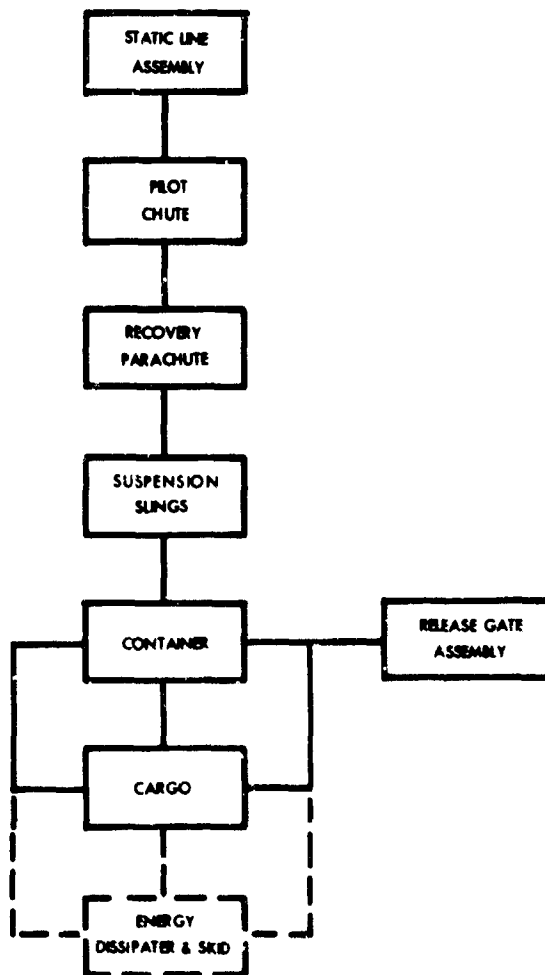 STATIC LINE
ASSEMBLY
PILOT
CHUTE
RECOVERY
PARACHUTE
SUSPENSION
SLINGS
CONTAINER
RELEASE GATE
ASSEMBLY
CARGO
ENERGY
DISSIPATER & SKID